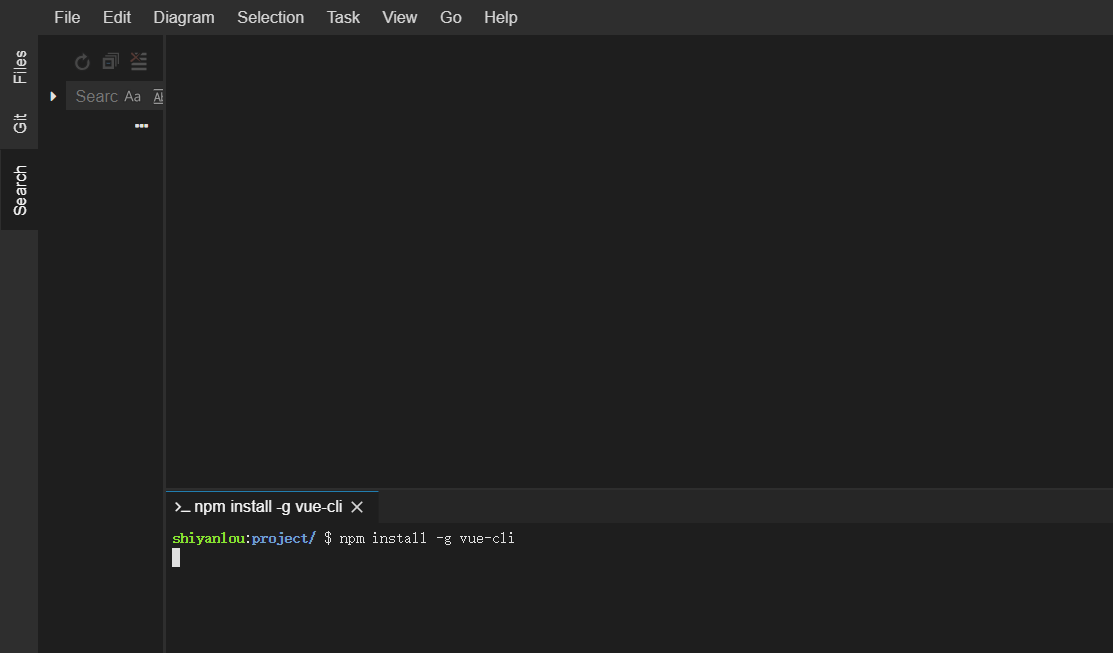 File Edit Diagram Selection Task View Go Help
Files
Git
Search
Searc Aa
>_ npm install -g vue-cli
shiyanlou:project/ $ npm install -g vue-cli